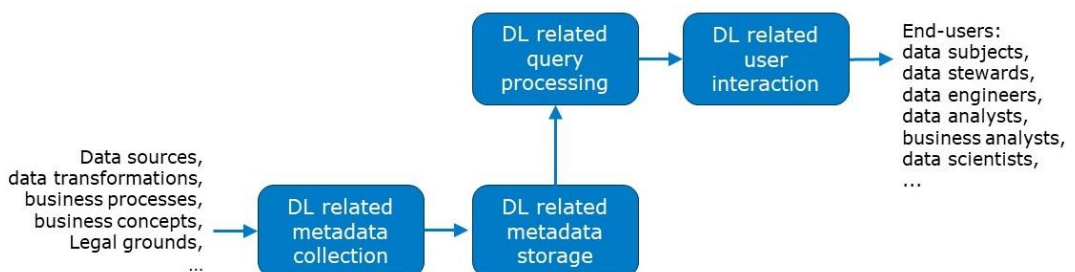 Data sources,
data transformations,
business processes,
business concepts,
Legal grounds,
...
DL related
metadata
collection
DL related
metadata
storage
DL related
query
processing
DL related
user
interaction
End-users:
data subjects,
data stewards,
data engineers,
data analysts,
business analysts,
data scientists,
...